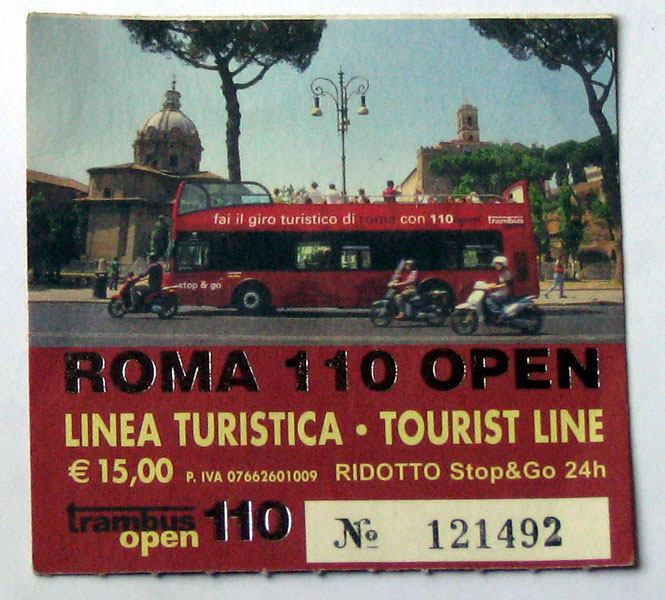 fai il giro turistico di roma con 110 open trambus
stop & go
ROMA 110 OPEN
LINEA TURISTICA • TOURIST LINE
€ 15,00 P. IVA 07662601009 RIDOTTO Stop&Go 24h
trambus open 110 № 121492